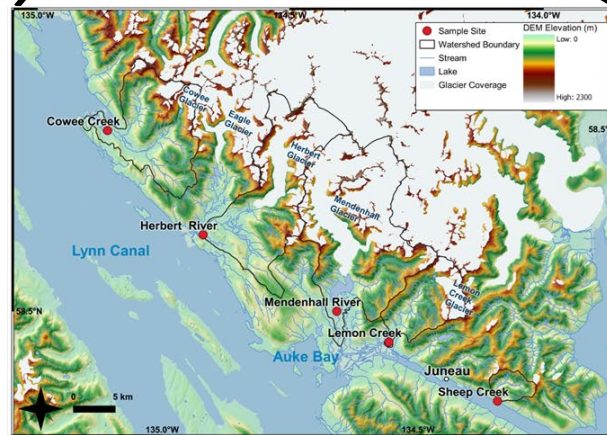 135.0°W
134.5°W
134.0°W
Sample Site
Watershed Boundary
Stream
Lake
Glacier Coverage
DEM Elevation (m)
Low: 0
High: 2300
58.5°N
Cowee Creek
Cowee
Glacier
Eagle
Glacier
Herbert
Glacier
Mendenhall
Glacier
Herbert River
Lynn Canal
58.5°N
Mendenhall River
Lemon
Creek
Glacier
Lemon Creek
Auke Bay
Juneau
Sheep Creek
0 5 km
135.0°W
134.5°W